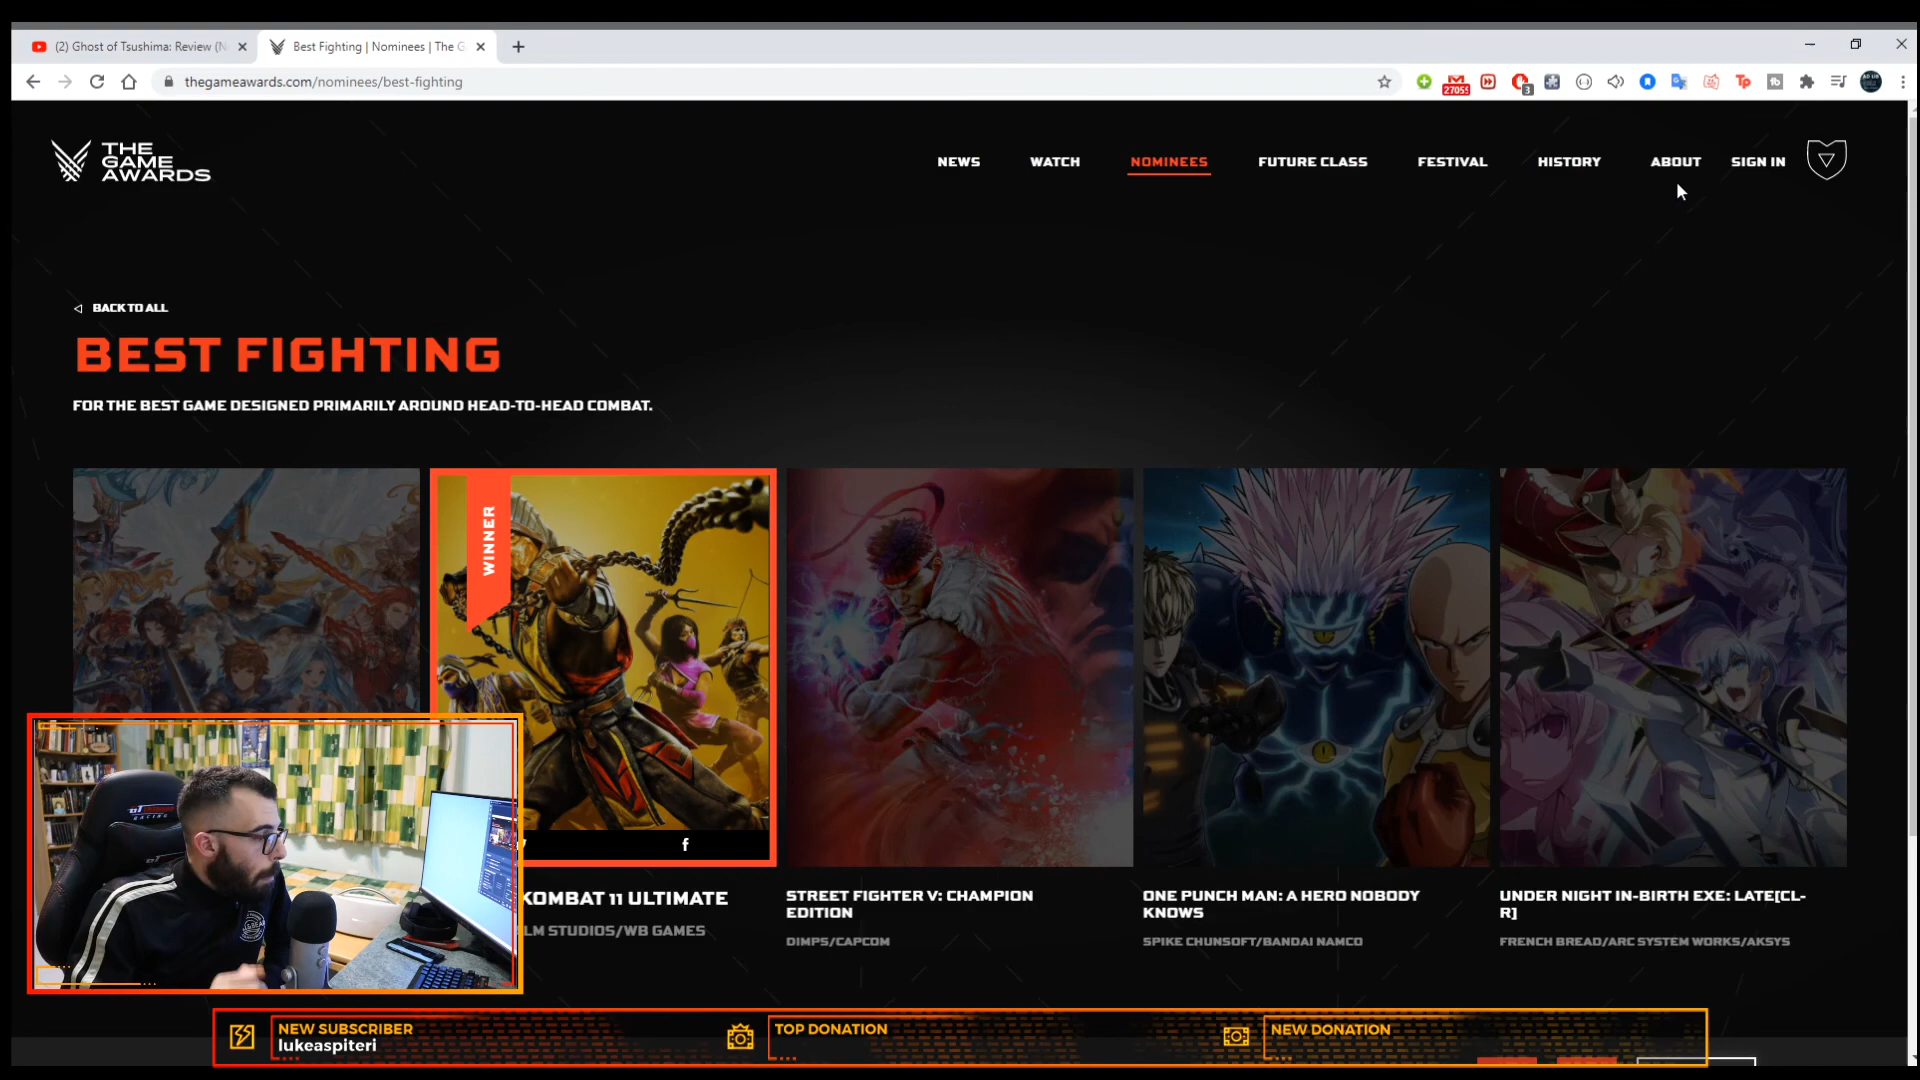 (2) Ghost of Tsushima: Review (N
Best Fighting | Nominees | The G
thegameawards.com/nominees/best-fighting
27055
3
Tp
THE
GAME
AWARDS
NEWS
WATCH
NOMINEES
FUTURE CLASS
FESTIVAL
HISTORY
ABOUT
SIGN IN
BACK TO ALL
BEST FIGHTING
FOR THE BEST GAME DESIGNED PRIMARILY AROUND HEAD-TO-HEAD COMBAT.
WINNER
KOMBAT 11 ULTIMATE
LM STUDIOS/WB GAMES
STREET FIGHTER V: CHAMPION
EDITION
DIMPS/CAPCOM
ONE PUNCH MAN: A HERO NOBODY
KNOWS
SPIKE CHUNSOFT/BANDAI NAMCO
UNDER NIGHT IN-BIRTH EXE: LATE[CL-
R]
FRENCH BREAD/ARC SYSTEM WORKS/AKSYS
NEW SUBSCRIBER
lukeaspiteri
TOP DONATION
NEW DONATION